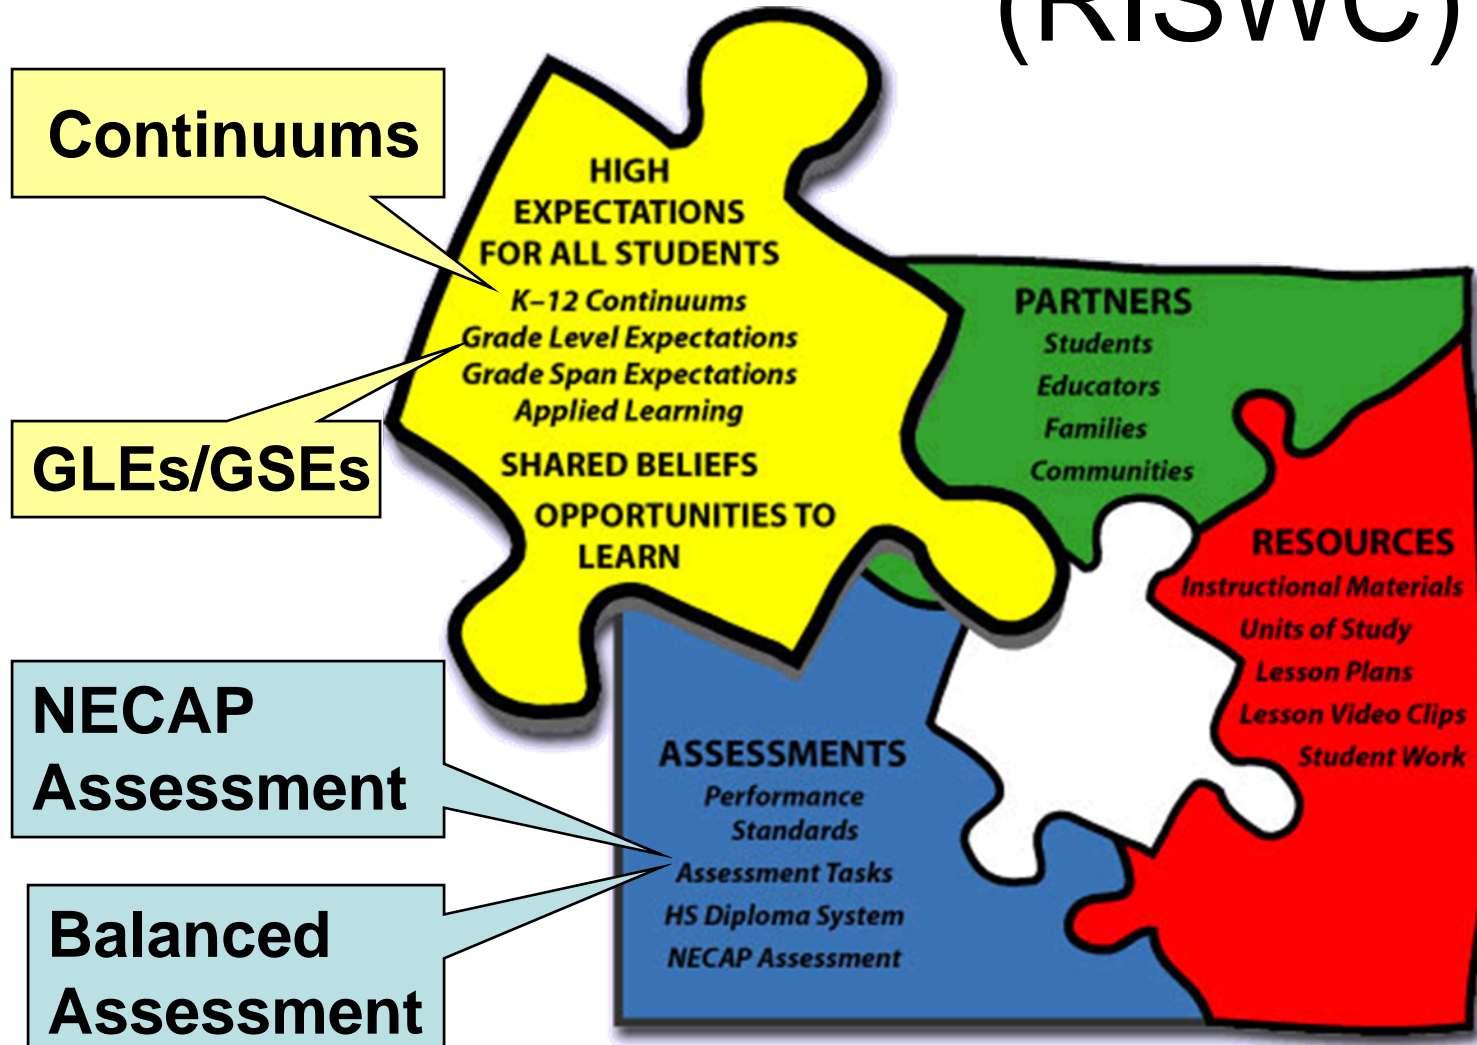 (RISWC)
Continuums
GLEs/GSEs
NECAP
Assessment
Balanced
Assessment
HIGH
EXPECTATIONS
FOR ALL STUDENTS
K–12 Continuums
Grade Level Expectations
Grade Span Expectations
Applied Learning
SHARED BELIEFS
OPPORTUNITIES TO
LEARN
PARTNERS
Students
Educators
Families
Communities
RESOURCES
Instructional Materials
Units of Study
Lesson Plans
Lesson Video Clips
Student Work
ASSESSMENTS
Performance
Standards
Assessment Tasks
HS Diploma System
NECAP Assessment